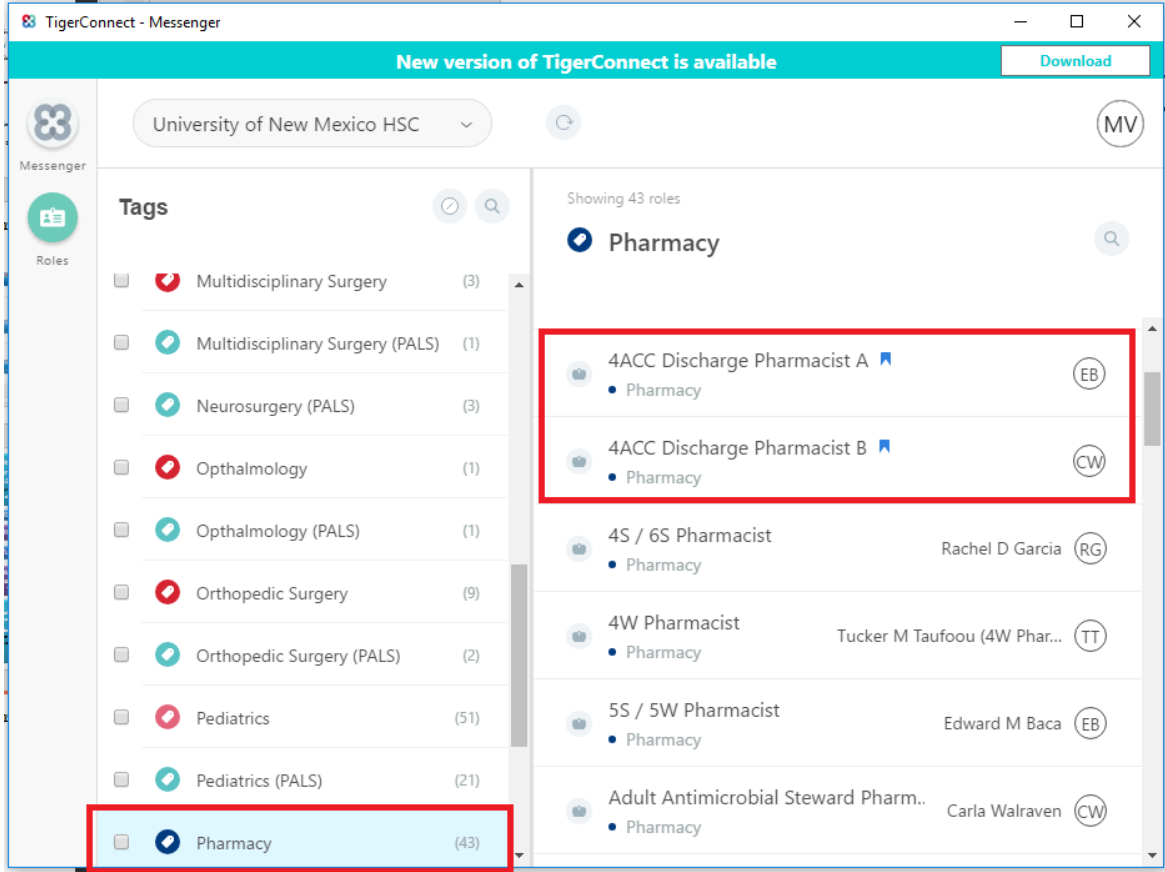 TigerConnect - Messenger
New version of TigerConnect is available
Download
University of New Mexico HSC
MV
Messenger
Roles
Tags
Multidisciplinary Surgery (3)
Multidisciplinary Surgery (PALS) (1)
Neurosurgery (PALS) (3)
Opthalmology (1)
Opthalmology (PALS) (1)
Orthopedic Surgery (9)
Orthopedic Surgery (PALS) (2)
Pediatrics (51)
Pediatrics (PALS) (21)
Pharmacy (43)
Showing 43 roles
Pharmacy
4ACC Discharge Pharmacist A
EB
• Pharmacy
4ACC Discharge Pharmacist B
CW
• Pharmacy
4S / 6S Pharmacist
Rachel D Garcia RG
• Pharmacy
4W Pharmacist
Tucker M Taufoou (4W Phar... TT
• Pharmacy
5S / 5W Pharmacist
Edward M Baca EB
• Pharmacy
Adult Antimicrobial Steward Pharm..
Carla Walraven CW
• Pharmacy